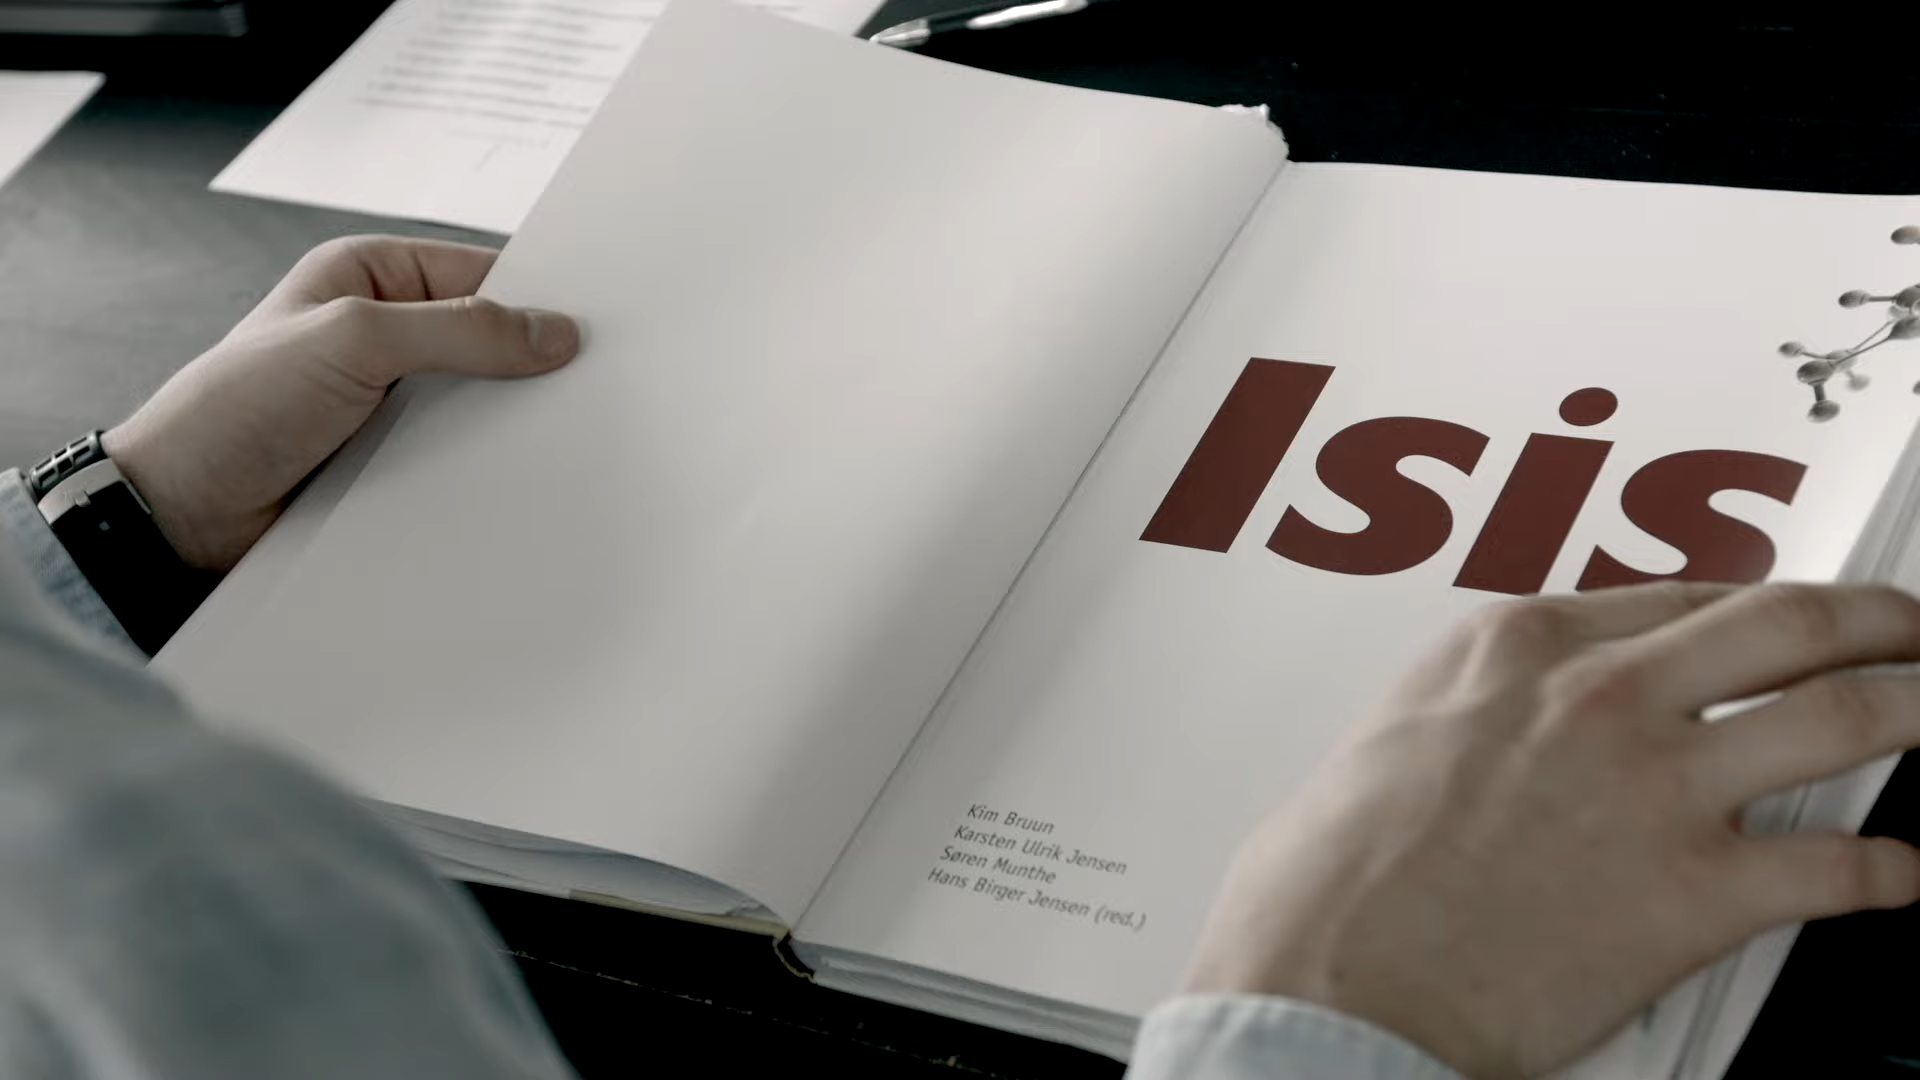 Isis
Kim Bruun
Karsten Ulrik Jensen
Søren Munthe
Hans Birger Jensen (red.)